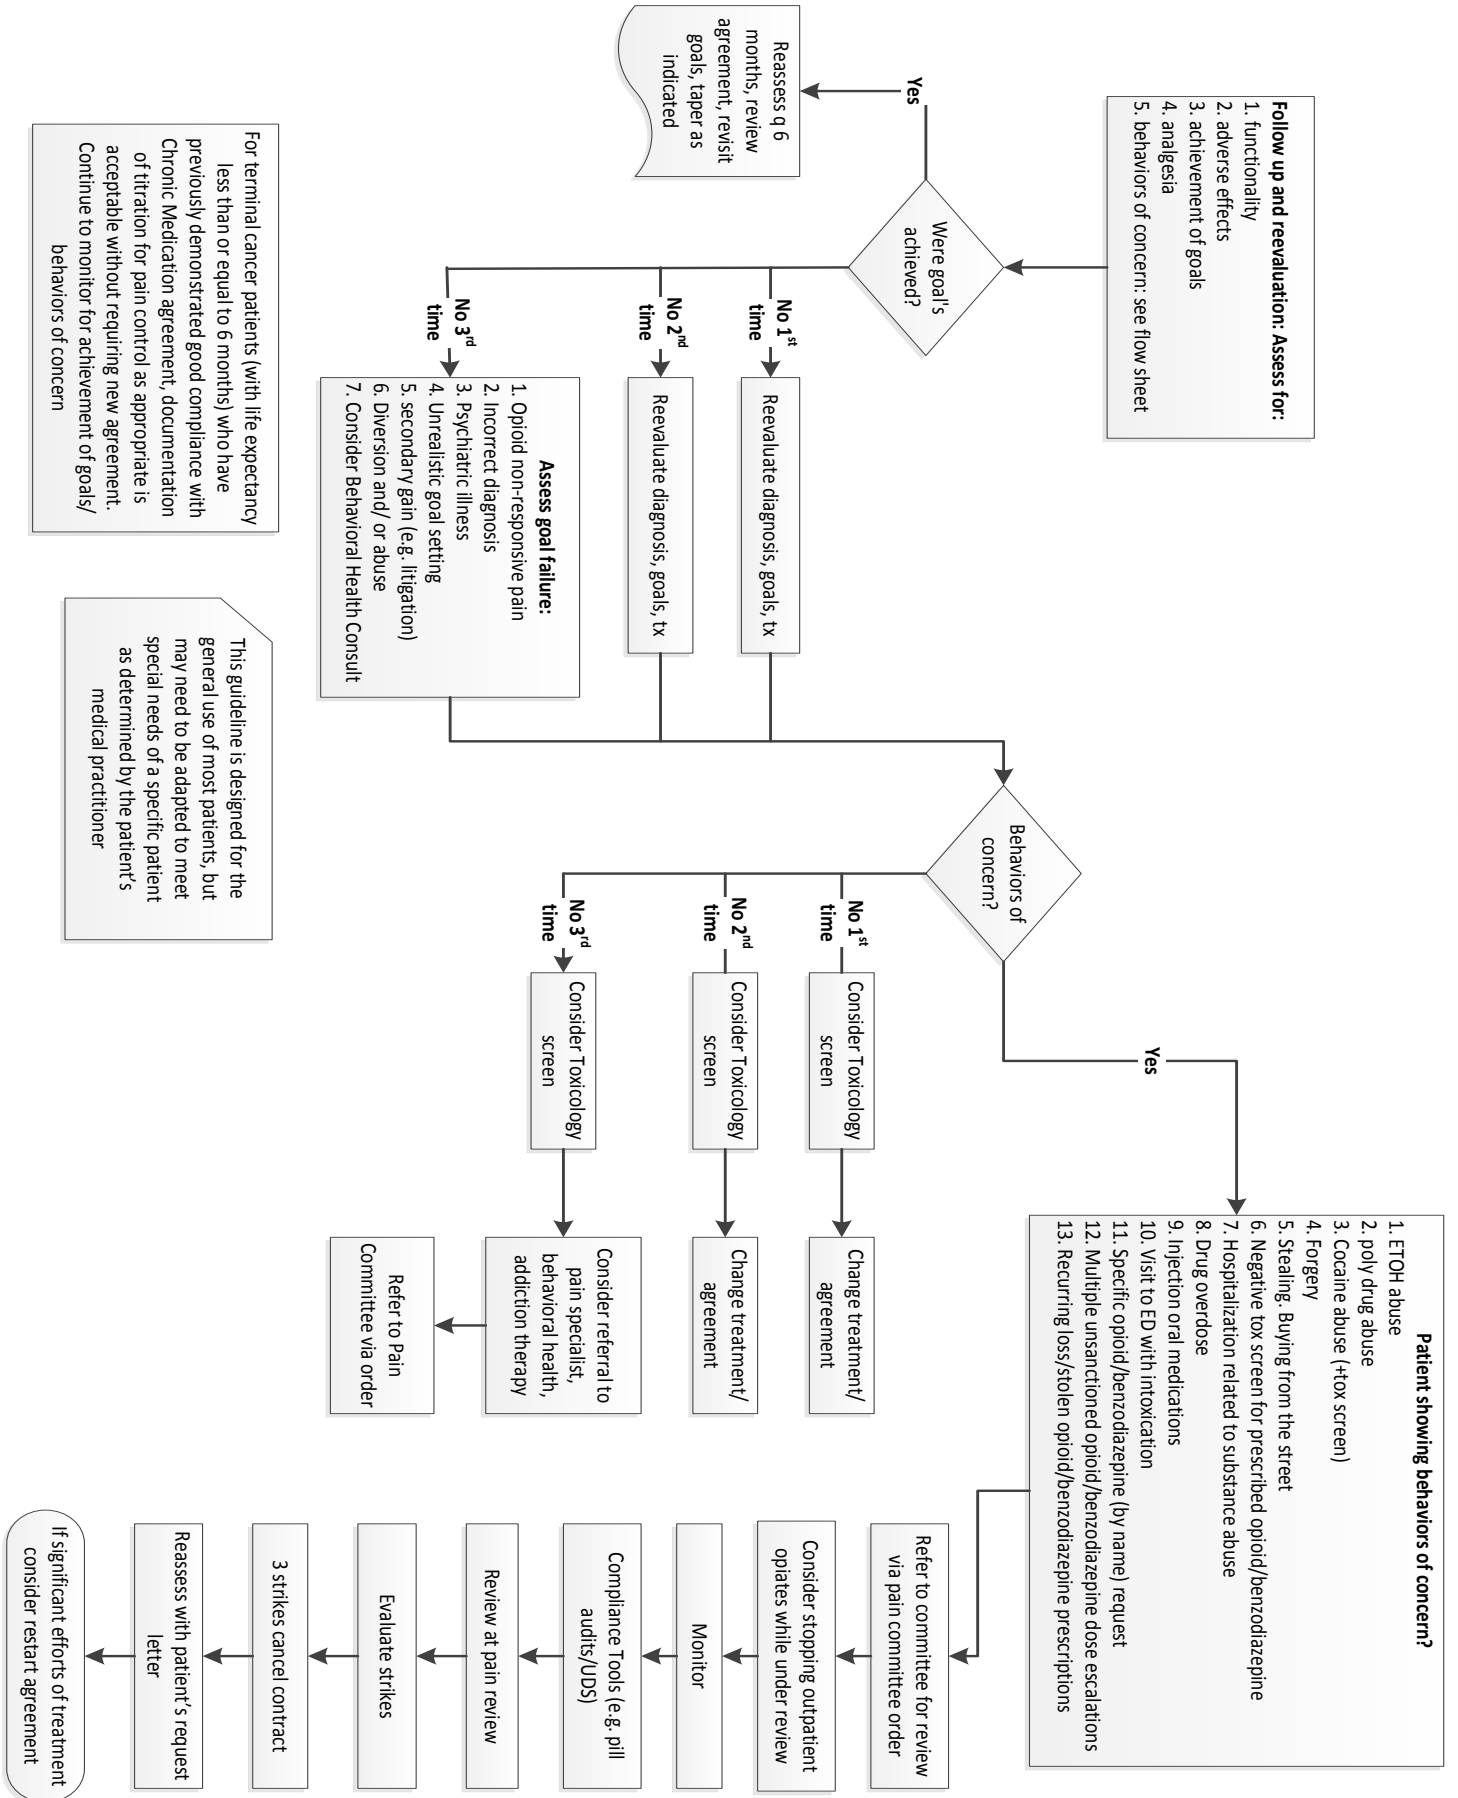 Follow up and reevaluation: Assess for:
1. functionality
2. adverse effects
3. achievement of goals
4. analgesia
5. behaviors of concern: see flow sheet
Were goal's
achieved?
Yes
Reassess q 6
months, review
agreement, revisit
goals, taper as
indicated
No 1st
time
Reevaluate diagnosis, goals, tx
No 2nd
time
Reevaluate diagnosis, goals, tx
No 3rd
time
Assess goal failure:
1. Opioid non-responsive pain
2. Incorrect diagnosis
3. Psychiatric illness
4. Unrealistic goal setting
5. secondary gain (e.g. litigation)
6. Diversion and/ or abuse
7. Consider Behavioral Health Consult
Behaviors of
concern?
Yes
No 1st
time
Consider Toxicology
screen
Change treatment/
agreement
No 2nd
time
Consider Toxicology
screen
Change treatment/
agreement
No 3rd
time
Consider Toxicology
screen
Consider referral to
pain specialist,
behavioral health,
addiction therapy
Refer to Pain
Committee via order
Patient showing behaviors of concern?
1. ETOH abuse
2. poly drug abuse
3. Cocaine abuse (+tox screen)
4. Forgery
5. Stealing. Buying from the street
6. Negative tox screen for prescribed opioid/benzodiazepine
7. Hospitalization related to substance abuse
8. Drug overdose
9. Injection oral medications
10. Visit to ED with intoxication
11. Specific opioid/benzodiazepine (by name) request
12. Multiple unsanctioned opioid/benzodiazepine dose escalations
13. Recurring loss/stolen opioid/benzodiazepine prescriptions
Refer to committee for review
via pain committee order
Consider stopping outpatient
opiates while under review
Monitor
Compliance Tools (e.g. pill
audits/UDS)
Review at pain review
Evaluate strikes
3 strikes cancel contract
Reassess with patient's request
letter
If significant efforts of treatment
consider restart agreement
For terminal cancer patients (with life expectancy
less than or equal to 6 months) who have
previously demonstrated good compliance with
Chronic Medication agreement, documentation
of titration for pain control as appropriate is
acceptable without requiring new agreement.
Continue to monitor for achievement of goals/
behaviors of concern
This guideline is designed for the
general use of most patients, but
may need to be adapted to meet
special needs of a specific patient
as determined by the patient's
medical practitioner